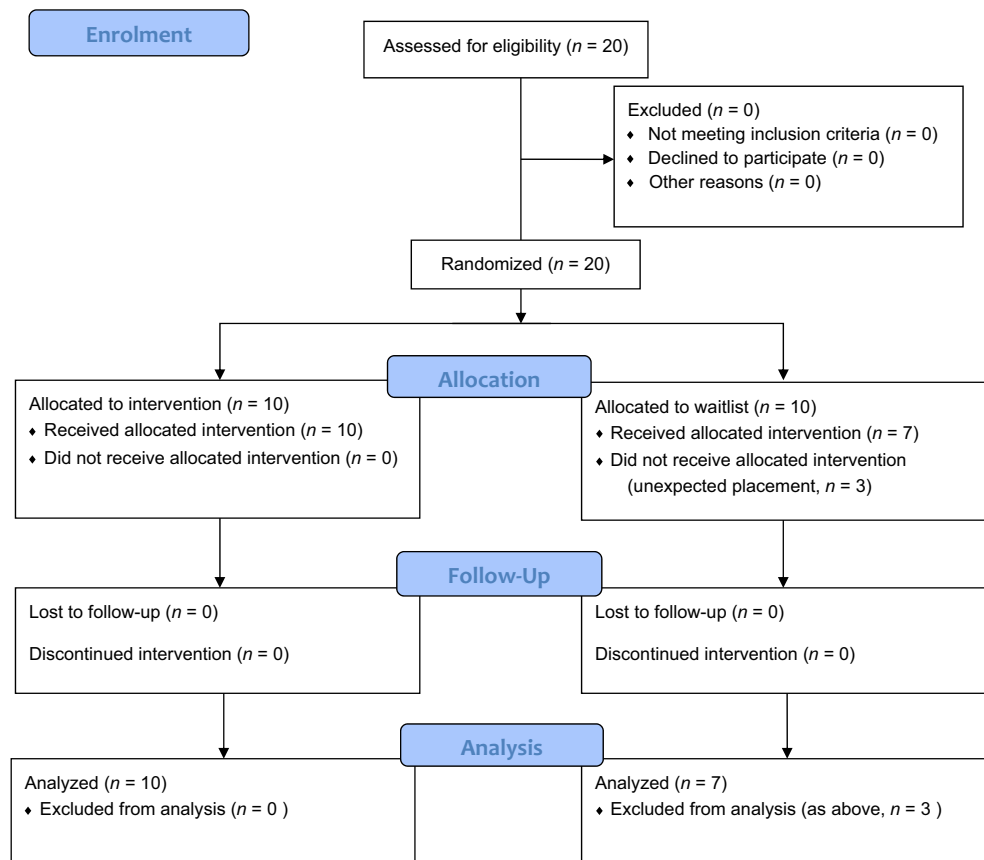 Enrolment
Assessed for eligibility (n = 20)
Excluded (n = 0)
♦ Not meeting inclusion criteria (n = 0)
♦ Declined to participate (n = 0)
♦ Other reasons (n = 0)
Randomized (n = 20)
Allocation
Allocated to intervention (n = 10)
♦ Received allocated intervention (n = 10)
♦ Did not receive allocated intervention (n = 0)
Allocated to waitlist (n = 10)
♦ Received allocated intervention (n = 7)
♦ Did not receive allocated intervention
(unexpected placement, n = 3)
Follow-Up
Lost to follow-up (n = 0)
Discontinued intervention (n = 0)
Lost to follow-up (n = 0)
Discontinued intervention (n = 0)
Analysis
Analyzed (n = 10)
♦ Excluded from analysis (n = 0 )
Analyzed (n = 7)
♦ Excluded from analysis (as above, n = 3 )